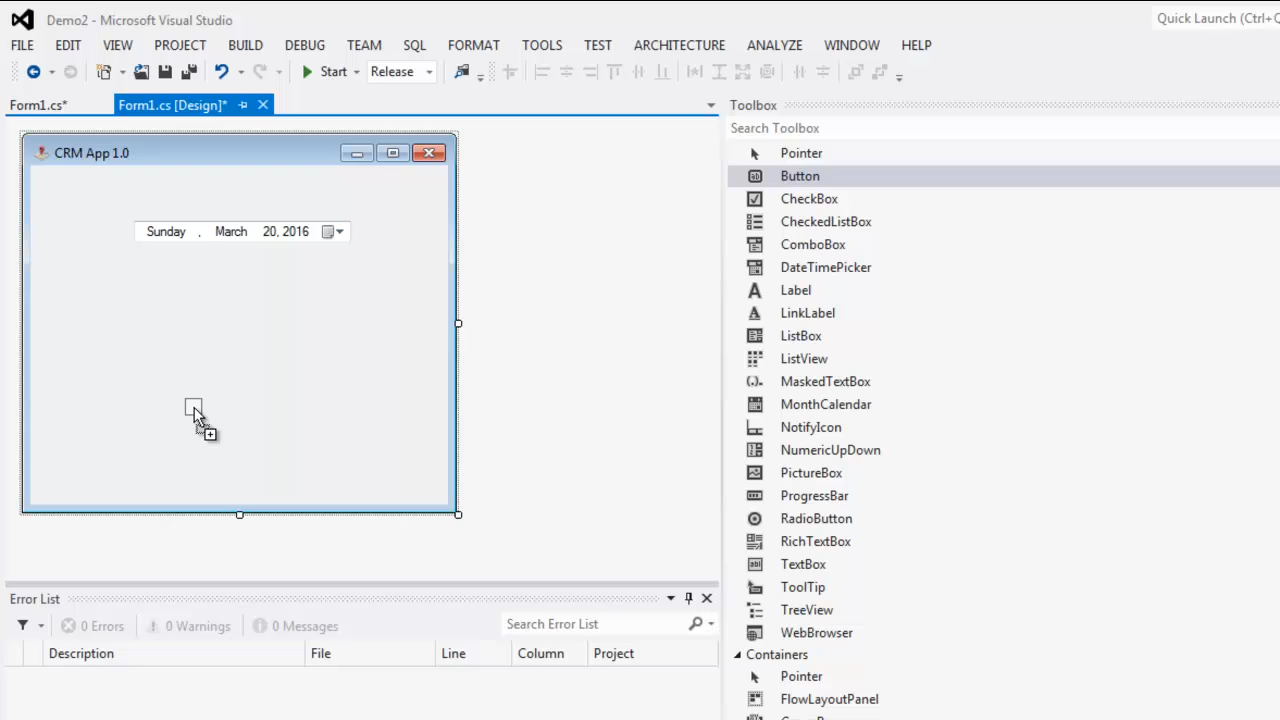 Demo2 - Microsoft Visual Studio
Quick Launch (Ctrl+Q
FILE EDIT VIEW PROJECT BUILD DEBUG TEAM SQL FORMAT TOOLS TEST ARCHITECTURE ANALYZE WINDOW HELP
Start Release
Form1.cs* Form1.cs [Design]*
Toolbox
Search Toolbox
CRM App 1.0
Sunday , March 20, 2016
Pointer
Button
CheckBox
CheckedListBox
ComboBox
DateTimePicker
Label
LinkLabel
ListBox
ListView
MaskedTextBox
MonthCalendar
NotifyIcon
NumericUpDown
PictureBox
ProgressBar
RadioButton
RichTextBox
TextBox
ToolTip
TreeView
WebBrowser
Containers
Pointer
FlowLayoutPanel
Error List
0 Errors 0 Warnings 0 Messages
Search Error List
Description File Line Column Project